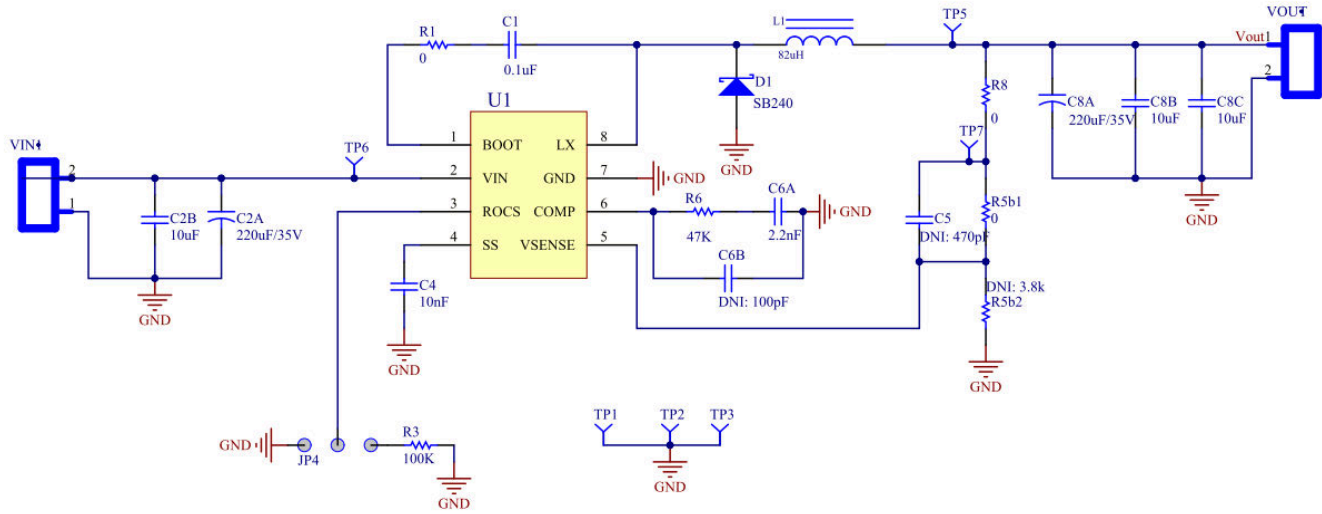 VOUT
TP5
L1
R1
C1
Vout
1
82uH
0
0.1uF
D1
SB240
R8
C8A
220uF/35V
C8B
10uF
C8C
10uF
2
U1
0
TP7
GND
1
BOOT
LX
8
VIN
TP6
2
VIN
GND
7
GND
2
GND
3
ROCS
COMP
6
R6
C6A
GND
1
C2B
10uF
C2A
220uF/35V
47K
2.2nF
C5
DNI: 470pF
R5b1
0
4
SS
VSENSE
5
C6B
DNI: 100pF
C4
10nF
DNI: 3.8k
R5b2
GND
GND
GND
TP1
TP2
TP3
GND
JP4
R3
100K
GND
GND